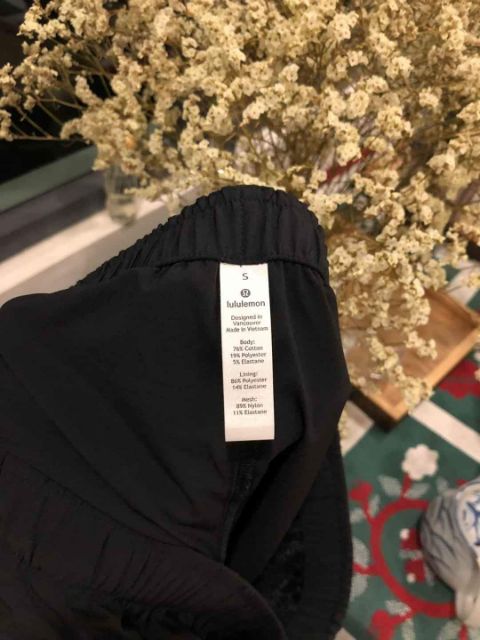 S
lululemon
Designed in
Vancouver
Made in Vietnam
Body:
76% Cotton
19% Polyester
5% Elastane
Lining:
86% Polyester
14% Elastane
Mesh:
89% Nylon
11% Elastane